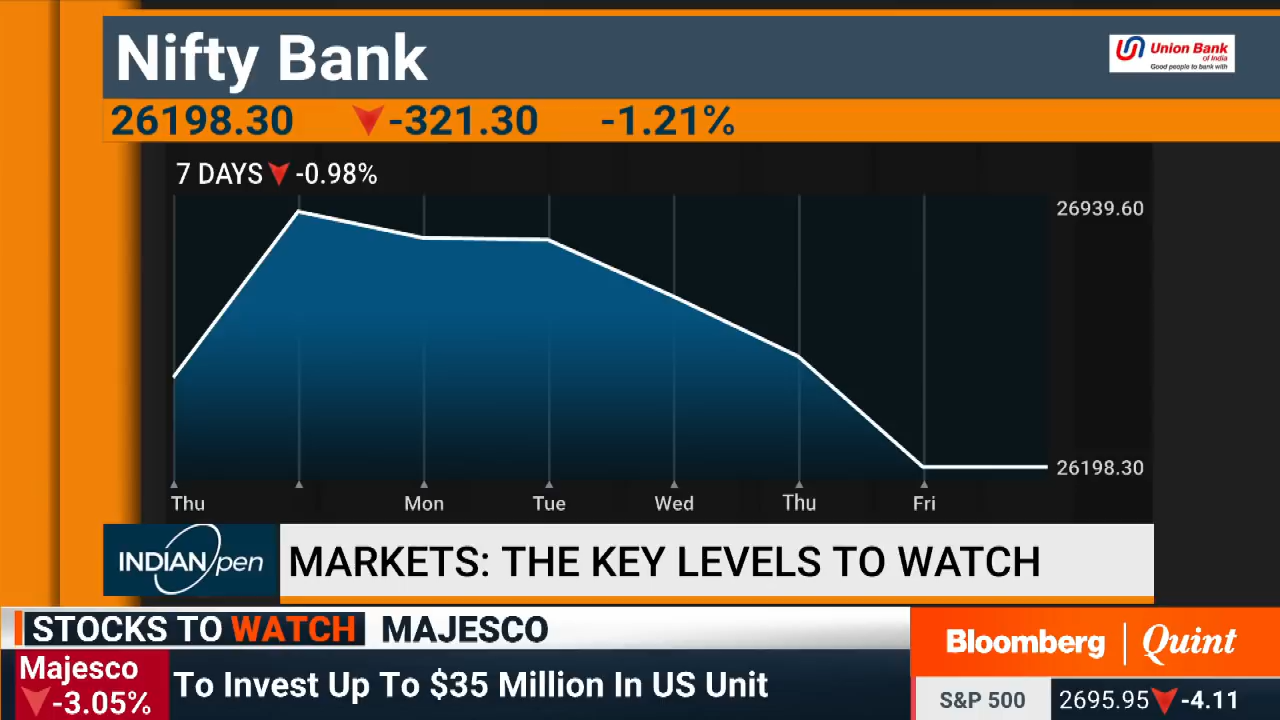 Nifty Bank
Union Bank
of India
Good people to bank with
26198.30 -321.30 -1.21%
7 DAYS -0.98%
26939.60
26198.30
Thu Mon Tue Wed Thu Fri
INDIAN Open
MARKETS: THE KEY LEVELS TO WATCH
STOCKS TO WATCH MAJESCO
Majesco
-3.05%
To Invest Up To $35 Million In US Unit
Bloomberg | Quint
S&P 500 2695.95 -4.11